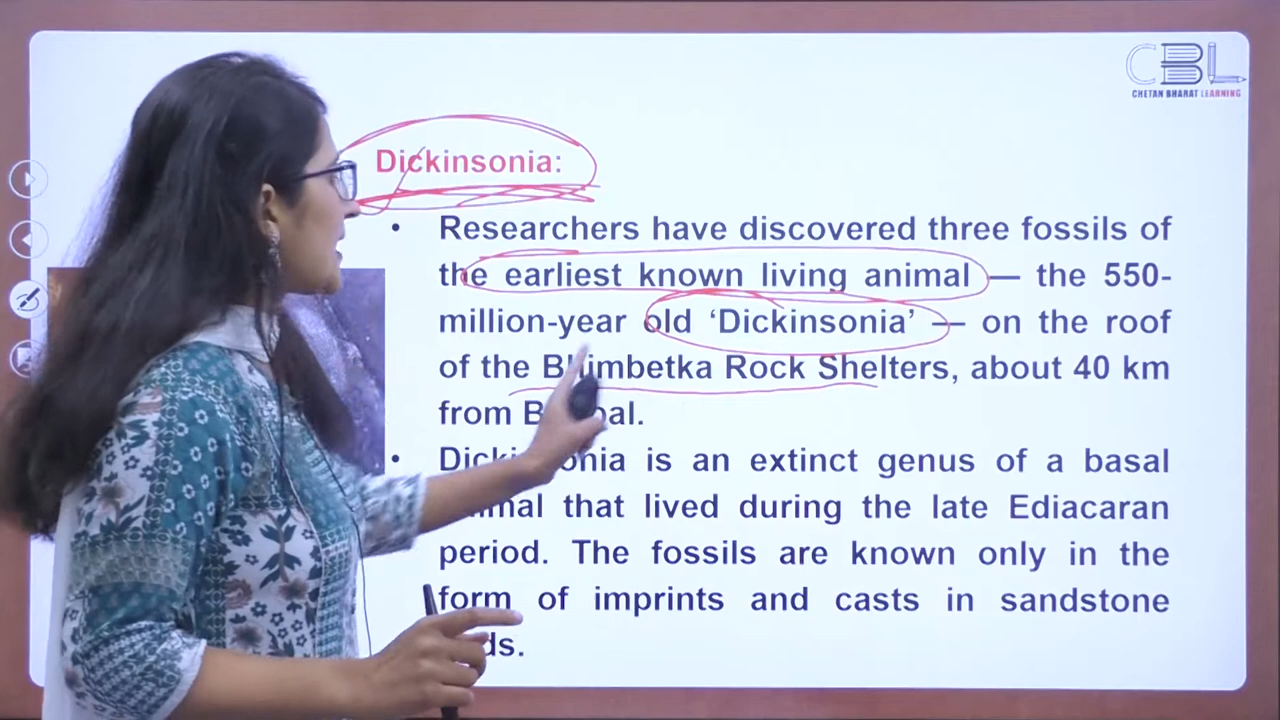 CBL
CHETAN BHARAT LEARNING
Dickinsonia:
• Researchers have discovered three fossils of
the earliest known living animal — the 550-
million-year old ‘Dickinsonia’ — on the roof
of the Bhimbetka Rock Shelters, about 40 km
from
• Dickinsonia is an extinct genus of a basal
that lived during the late Ediacaran
period. The fossils are known only in the
form of imprints and casts in sandstone